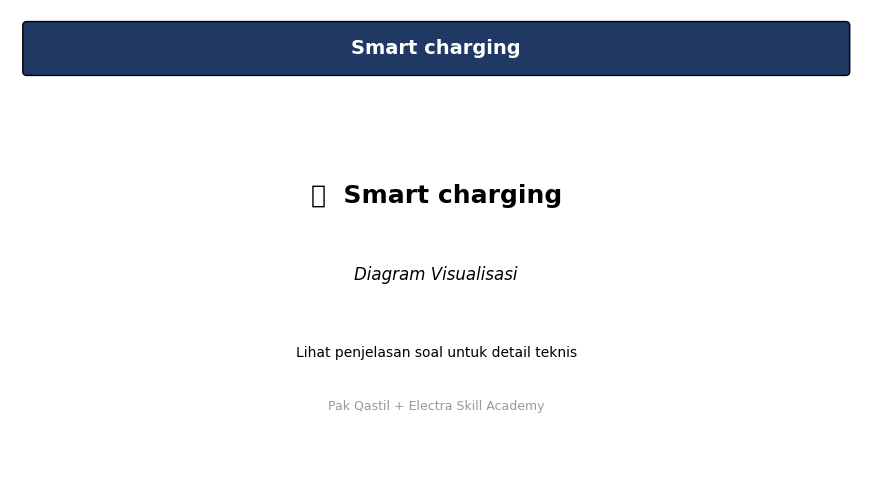 Smart charging
Smart charging
Diagram Visualisasi
Lihat penjelasan soal untuk detail teknis
Pak Qastil + Electra Skill Academy